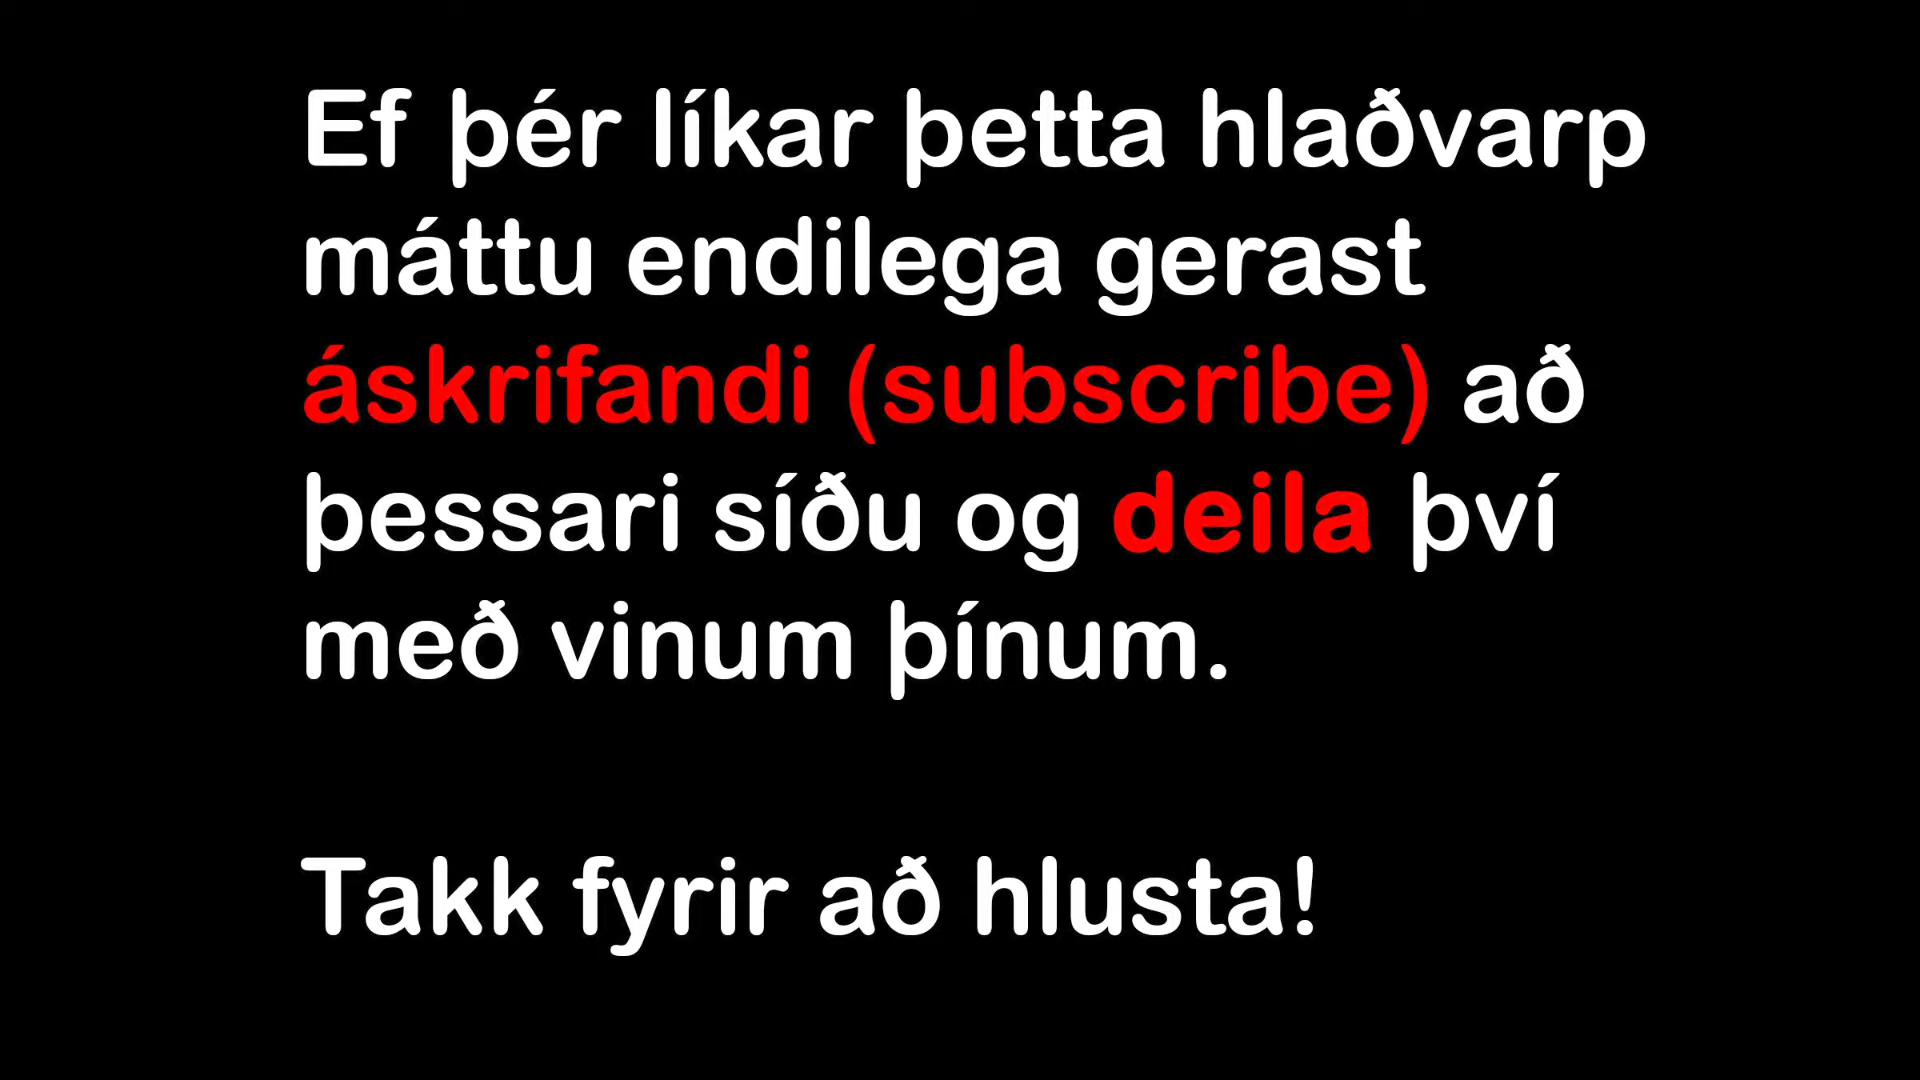 Ef þér líkar þetta hlaðvarp
máttu endilega gerast
áskrifandi (subscribe) að
þessari síðu og deila því
með vinum þínum.
Takk fyrir að hlusta!